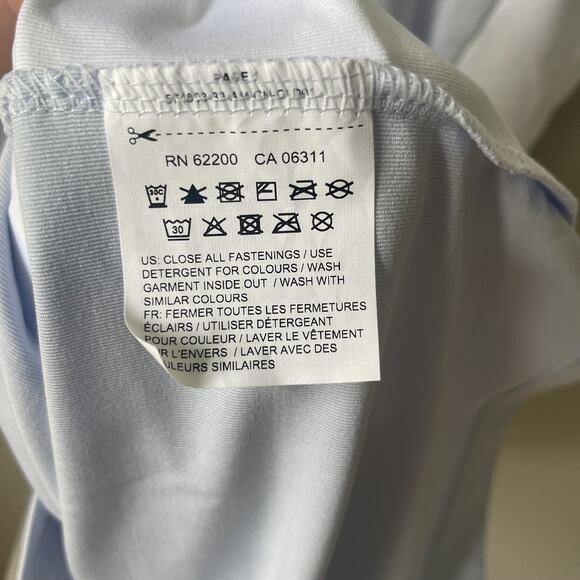 RN 62200 CA 06311
30°C
30
US: CLOSE ALL FASTENINGS / USE
DETERGENT FOR COLOURS / WASH
GARMENT INSIDE OUT / WASH WITH
SIMILAR COLOURS
FR: FERMER TOUTES LES FERMETURES
ÉCLAIRS / UTILISER DÉTERGENT
POUR COULEUR / LAVER LE VÊTEMENT
L'ENVERS / LAVER AVEC DES
ULEURS SIMILAIRES